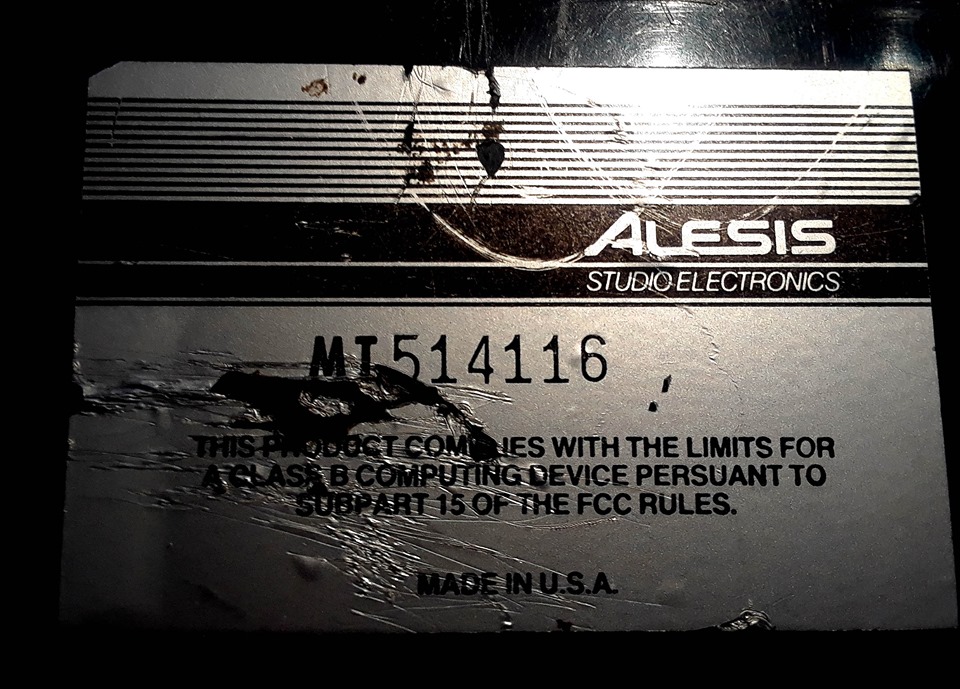 ALESIS
STUDIO ELECTRONICS
MT514116
THIS PRODUCT COMPLIES WITH THE LIMITS FOR
A CLASS B COMPUTING DEVICE PERSUANT TO
SUBPART 15 OF THE FCC RULES.
MADE IN U.S.A.